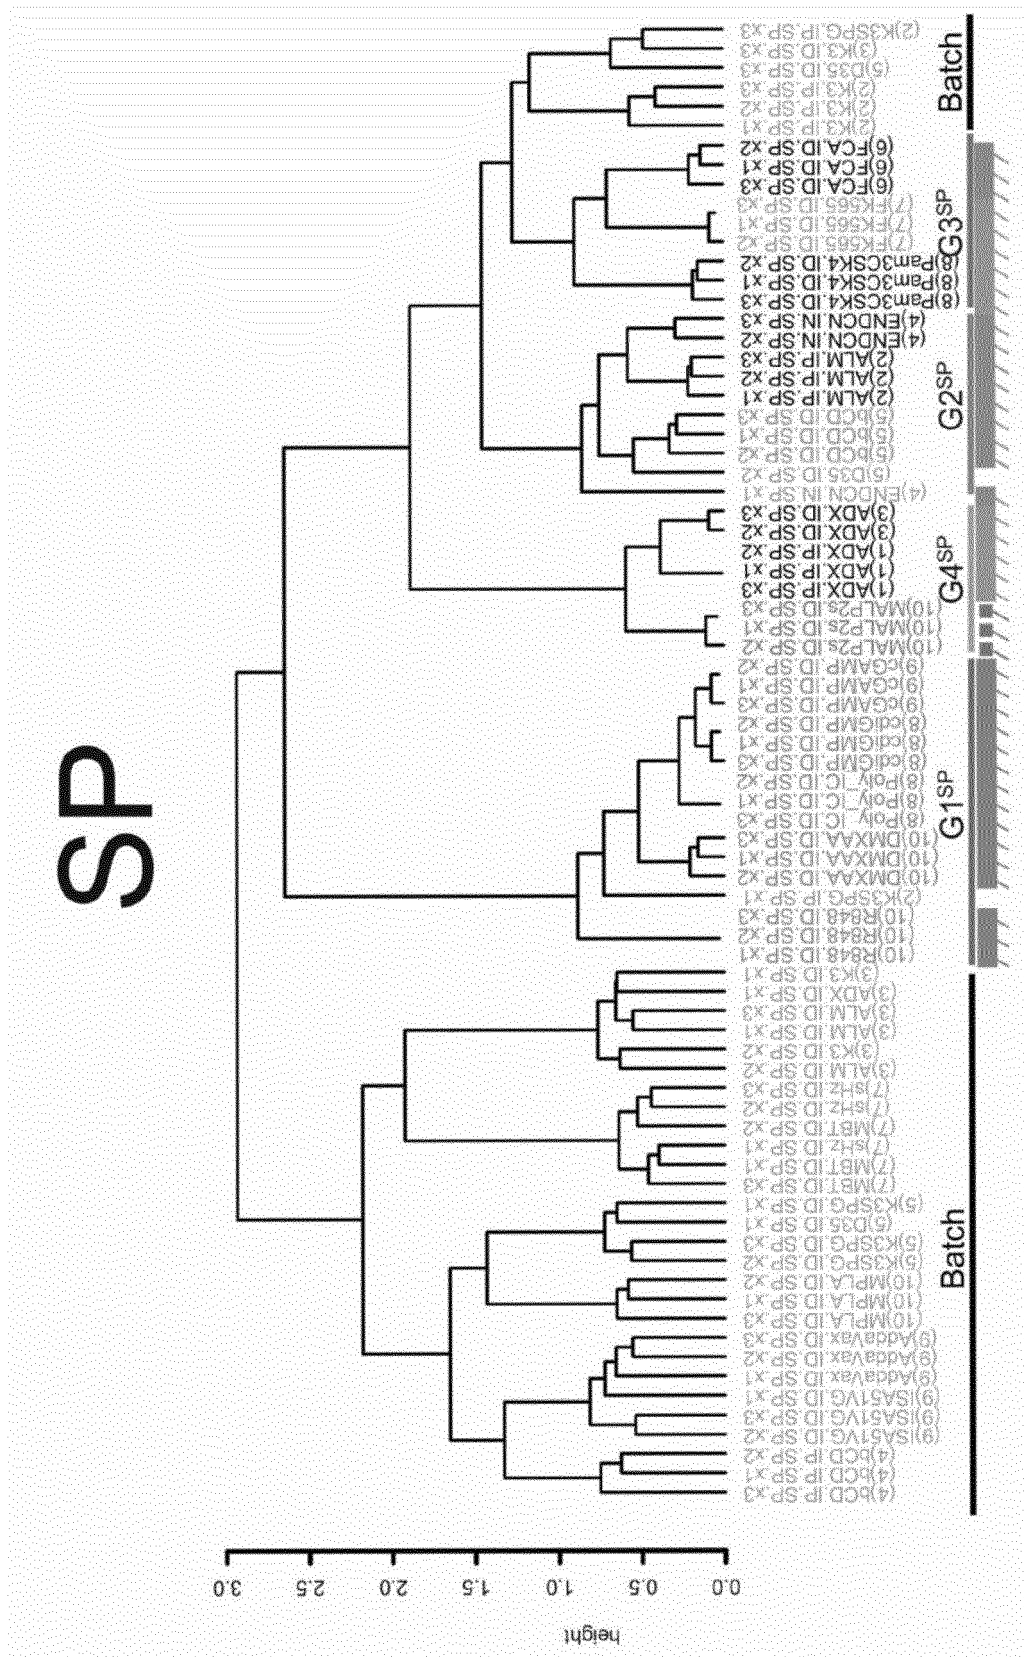 SP
height
3.0
2.5
2.0
1.5
1.0
0.5
0.0
(4)bCD.IP.SP.x3
(4)bCD.IP.SP.x1
(4)bCD.IP.SP.x2
(9)ISA51VG.ID.SP.x2
(9)ISA51VG.ID.SP.x3
(9)ISA51VG.ID.SP.x1
(9)AddaVax.ID.SP.x1
(9)AddaVax.ID.SP.x2
(9)AddaVax.ID.SP.x3
(10)MPLA.ID.SP.x3
(10)MPLA.ID.SP.x1
(10)MPLA.ID.SP.x2
(5)K3SPG.ID.SP.x2
(5)K3SPG.ID.SP.x3
(5)D35.ID.SP.x1
(5)K3SPG.ID.SP.x1
(7)MBT.ID.SP.x3
(7)MBT.ID.SP.x1
(7)sHz.ID.SP.x1
(7)MBT.ID.SP.x2
(7)sHz.ID.SP.x2
(7)sHz.ID.SP.x3
(3)ALM.ID.SP.x2
(3)K3.ID.SP.x2
(3)ALM.ID.SP.x1
(3)ALM.ID.SP.x3
(3)ADX.ID.SP.x1
(3)K3.ID.SP.x1
(10)R848.ID.SP.x1
(10)R848.ID.SP.x2
(10)R848.ID.SP.x3
(2)K3SPG.IP.SP.x1
(10)DMXAA.ID.SP.x2
(10)DMXAA.ID.SP.x1
(10)DMXAA.ID.SP.x3
(8)Poly_IC.ID.SP.x3
(8)Poly_IC.ID.SP.x1
(8)Poly_IC.ID.SP.x2
(8)cdiGMP.ID.SP.x3
(8)cdiGMP.ID.SP.x1
(8)cdiGMP.ID.SP.x2
(9)cGAMP.ID.SP.x3
(9)cGAMP.ID.SP.x1
(9)cGAMP.ID.SP.x2
(10)MALP2s.ID.SP.x2
(10)MALP2s.ID.SP.x1
(10)MALP2s.ID.SP.x3
(1)ADX.IP.SP.x3
(1)ADX.IP.SP.x1
(1)ADX.IP.SP.x2
(3)ADX.ID.SP.x2
(3)ADX.ID.SP.x3
(4)ENDCN.IN.SP.x1
(5)D35.ID.SP.x2
(5)bCD.ID.SP.x2
(5)bCD.ID.SP.x1
(5)bCD.ID.SP.x3
(2)ALM.IP.SP.x1
(2)ALM.IP.SP.x2
(2)ALM.IP.SP.x3
(4)ENDCN.IN.SP.x2
(4)ENDCN.IN.SP.x3
(8)Pam3CSK4.ID.SP.x3
(8)Pam3CSK4.ID.SP.x1
(8)Pam3CSK4.ID.SP.x2
(7)FK565.ID.SP.x2
(7)FK565.ID.SP.x1
(7)FK565.ID.SP.x3
(6)FCA.ID.SP.x3
(6)FCA.ID.SP.x1
(6)FCA.ID.SP.x2
(2)K3.IP.SP.x1
(2)K3.IP.SP.x2
(2)K3.IP.SP.x3
(5)D35.ID.SP.x3
(3)K3.ID.SP.x3
(2)K3SPG.IP.SP.x3
Batch
G1SP
G4SP
G2SP
G3SP
Batch